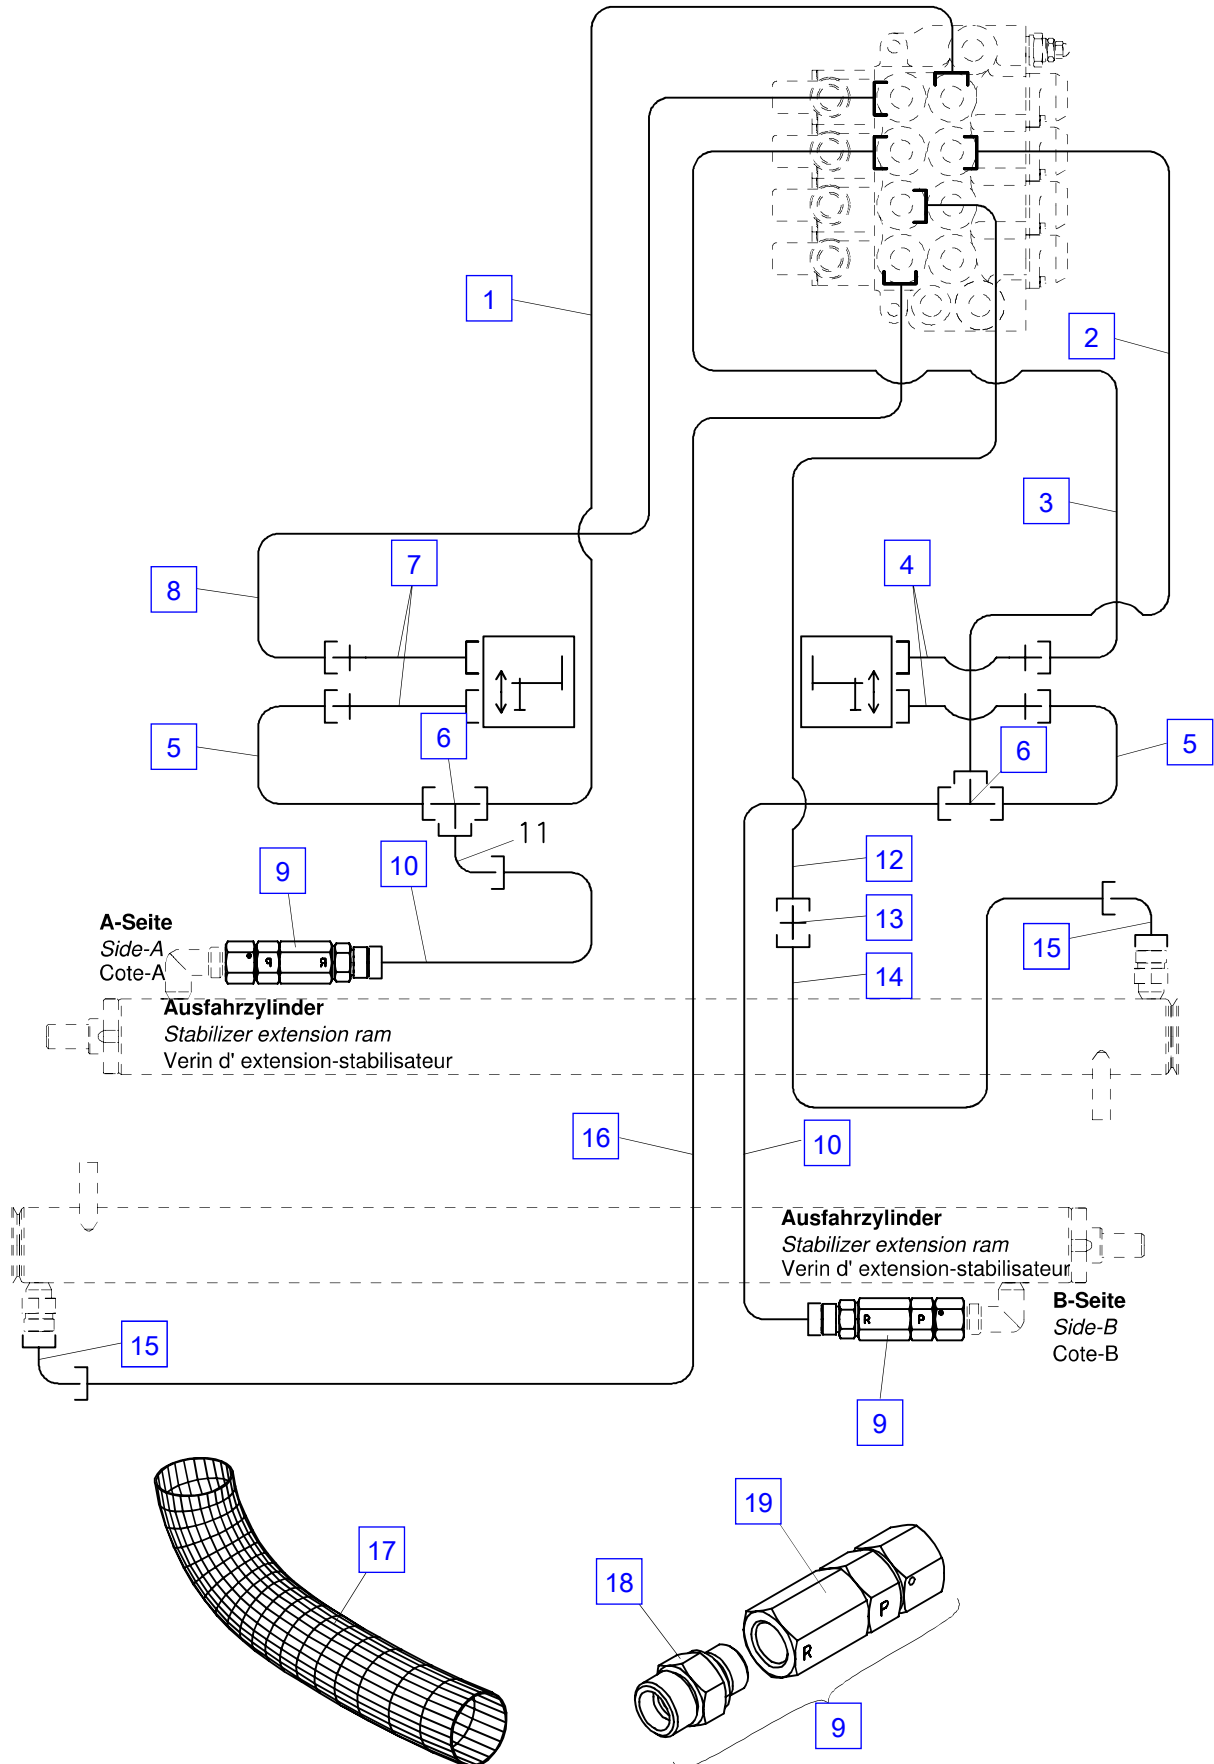 1
2
3
8
7
4
5
6
6
5
11
9
10
12
13
15
14
A-Seite
Side-A
Cote-A
P
R
Ausfahrzylinder
Stabilizer extension ram
Verin d' extension-stabilisateur
16
10
Ausfahrzylinder
Stabilizer extension ram
Verin d' extension-stabilisateur
B-Seite
Side-B
Cote-B
R
P
15
9
19
17
18
P
R
9